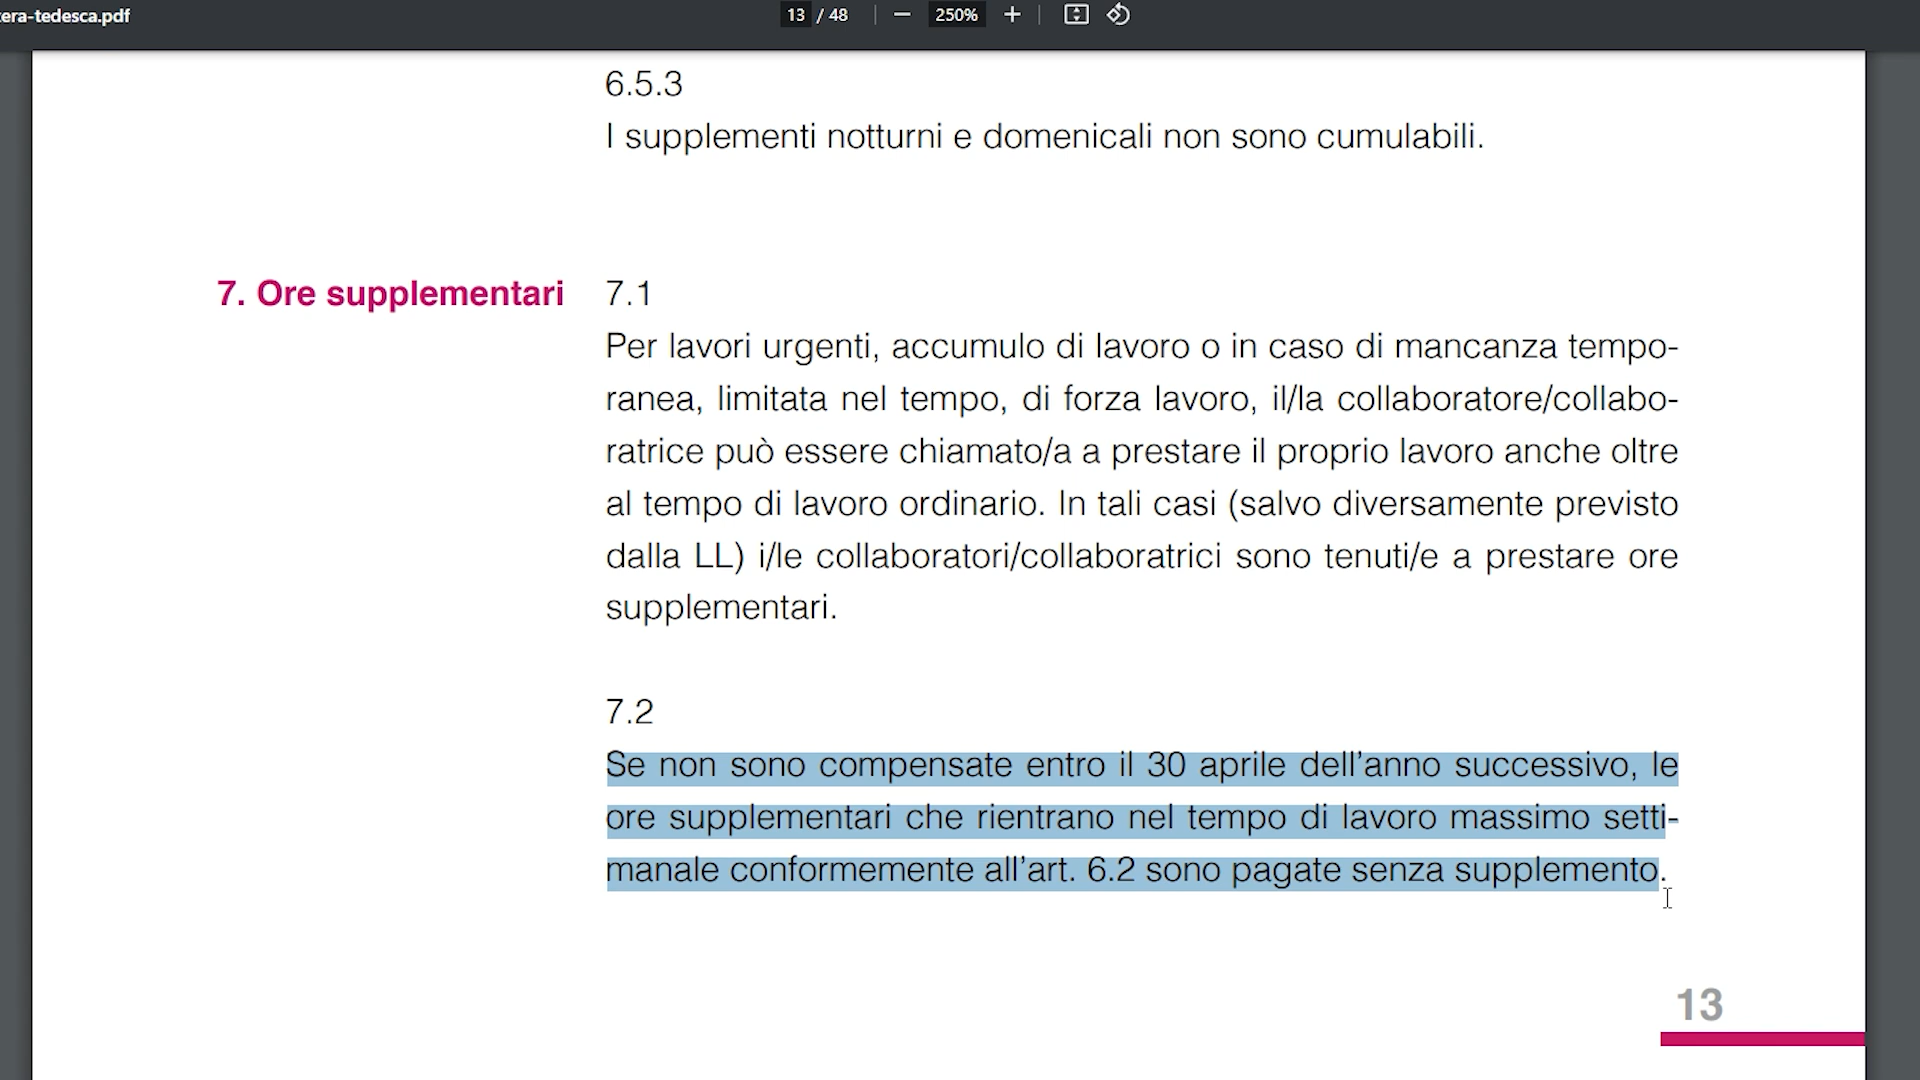 era-tedesca.pdf
13 / 48
250%
6.5.3
I supplementi notturni e domenicali non sono cumulabili.
7. Ore supplementari
7.1
Per lavori urgenti, accumulo di lavoro o in caso di mancanza tempo-
ranea, limitata nel tempo, di forza lavoro, il/la collaboratore/collabo-
ratrice può essere chiamato/a a prestare il proprio lavoro anche oltre
al tempo di lavoro ordinario. In tali casi (salvo diversamente previsto
dalla LL) i/le collaboratori/collaboratrici sono tenuti/e a prestare ore
supplementari.
7.2
Se non sono compensate entro il 30 aprile dell’anno successivo, le
ore supplementari che rientrano nel tempo di lavoro massimo setti-
manale conformemente all’art. 6.2 sono pagate senza supplemento.
13